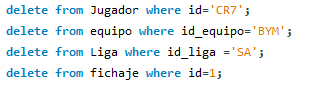 delete from Jugador where id='CR7';
delete from equipo where id_equipo='BYM';
delete from Liga where id_liga ='SA';
delete from fichaje where id=1;